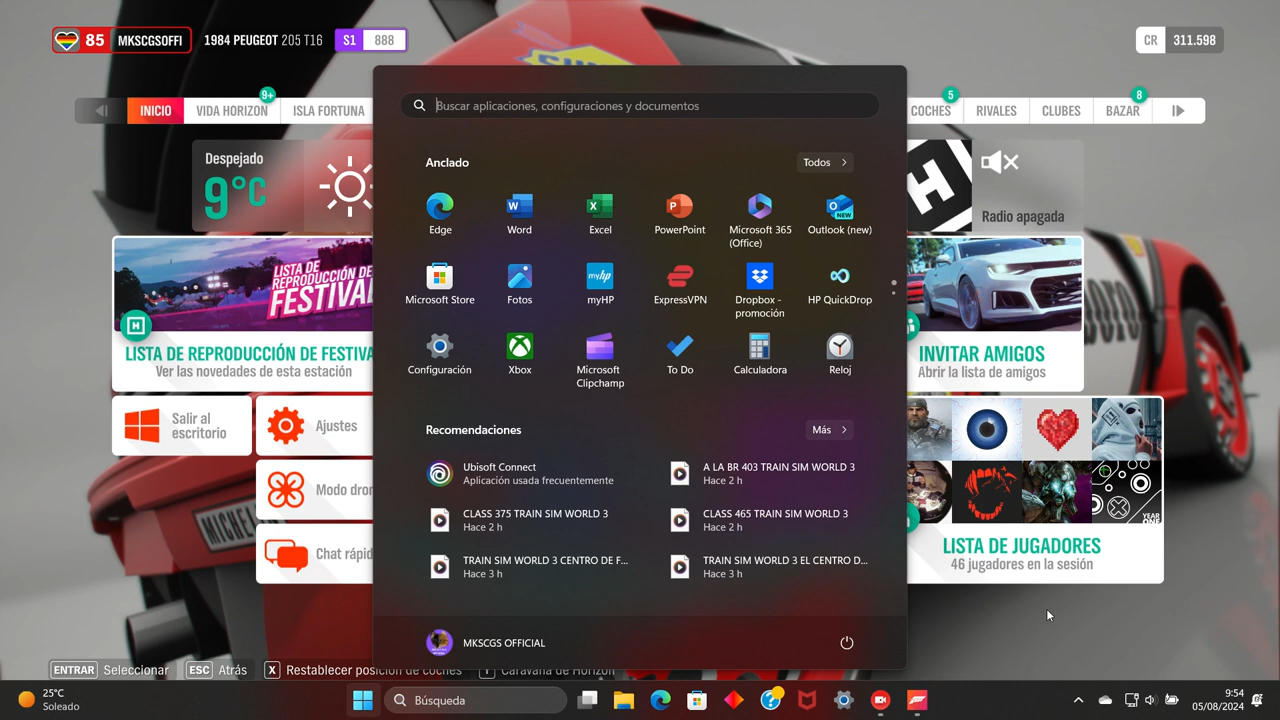 85 MKSCGSOFFI 1984 PEUGEOT 205 T16 S1 888 CR 311.598
Buscar aplicaciones, configuraciones y documentos
9+ 5 8
INICIO VIDA HORIZON ISLA FORTUNA COCHES RIVALES CLUBES BAZAR
Despejado
9°C
Radio apagada
Anclado Todos
Edge Word Excel PowerPoint Microsoft 365 (Office) Outlook (new)
Microsoft Store Fotos myHP ExpressVPN Dropbox - promoción HP QuickDrop
Configuración Xbox Microsoft Clipchamp To Do Calculadora Reloj
LISTA DE
REPRODUCCIÓN DE
FESTIVAL
LISTA DE REPRODUCCIÓN DE FESTIVA
Ver las novedades de esta estación
INVITAR AMIGOS
Abrir la lista de amigos
Salir al
escritorio
Ajustes
Modo dron
Chat rápid
MICHELIN
Recomendaciones Más
Ubisoft Connect
Aplicación usada frecuentemente
A LA BR 403 TRAIN SIM WORLD 3
Hace 2 h
CLASS 375 TRAIN SIM WORLD 3
Hace 2 h
CLASS 465 TRAIN SIM WORLD 3
Hace 2 h
TRAIN SIM WORLD 3 CENTRO DE F...
Hace 3 h
TRAIN SIM WORLD 3 EL CENTRO D...
Hace 3 h
YEAR
ONE
LISTA DE JUGADORES
46 jugadores en la sesión
MKSCGS OFFICIAL
ENTRAR Seleccionar ESC Atrás X Restablecer posición de coches Y Caravana de Horizon
25°C
Soleado
Búsqueda
9:54
05/08/2024